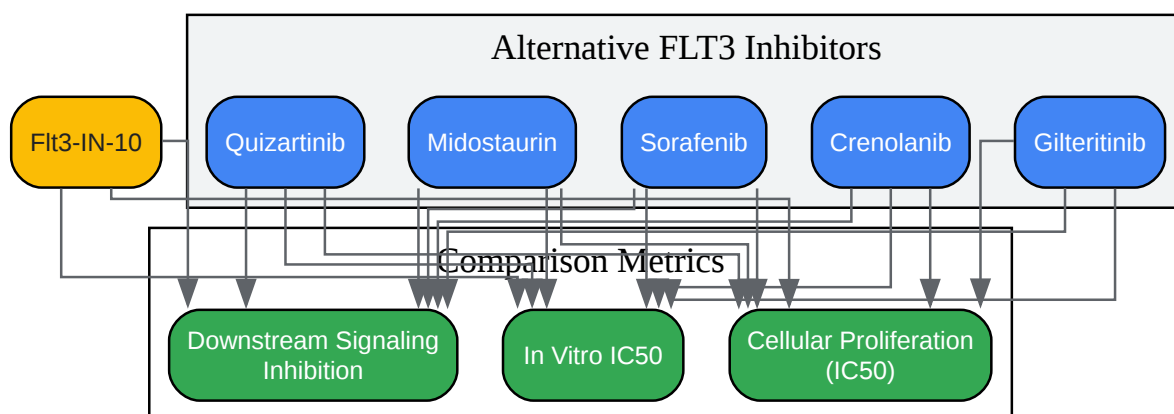 Alternative FLT3 Inhibitors
Flt3-IN-10
Quizartinib
Midostaurin
Sorafenib
Crenolanib
Gilteritinib
Comparison Metrics
Downstream Signaling
Inhibition
In Vitro IC50
Cellular Proliferation
(IC50)